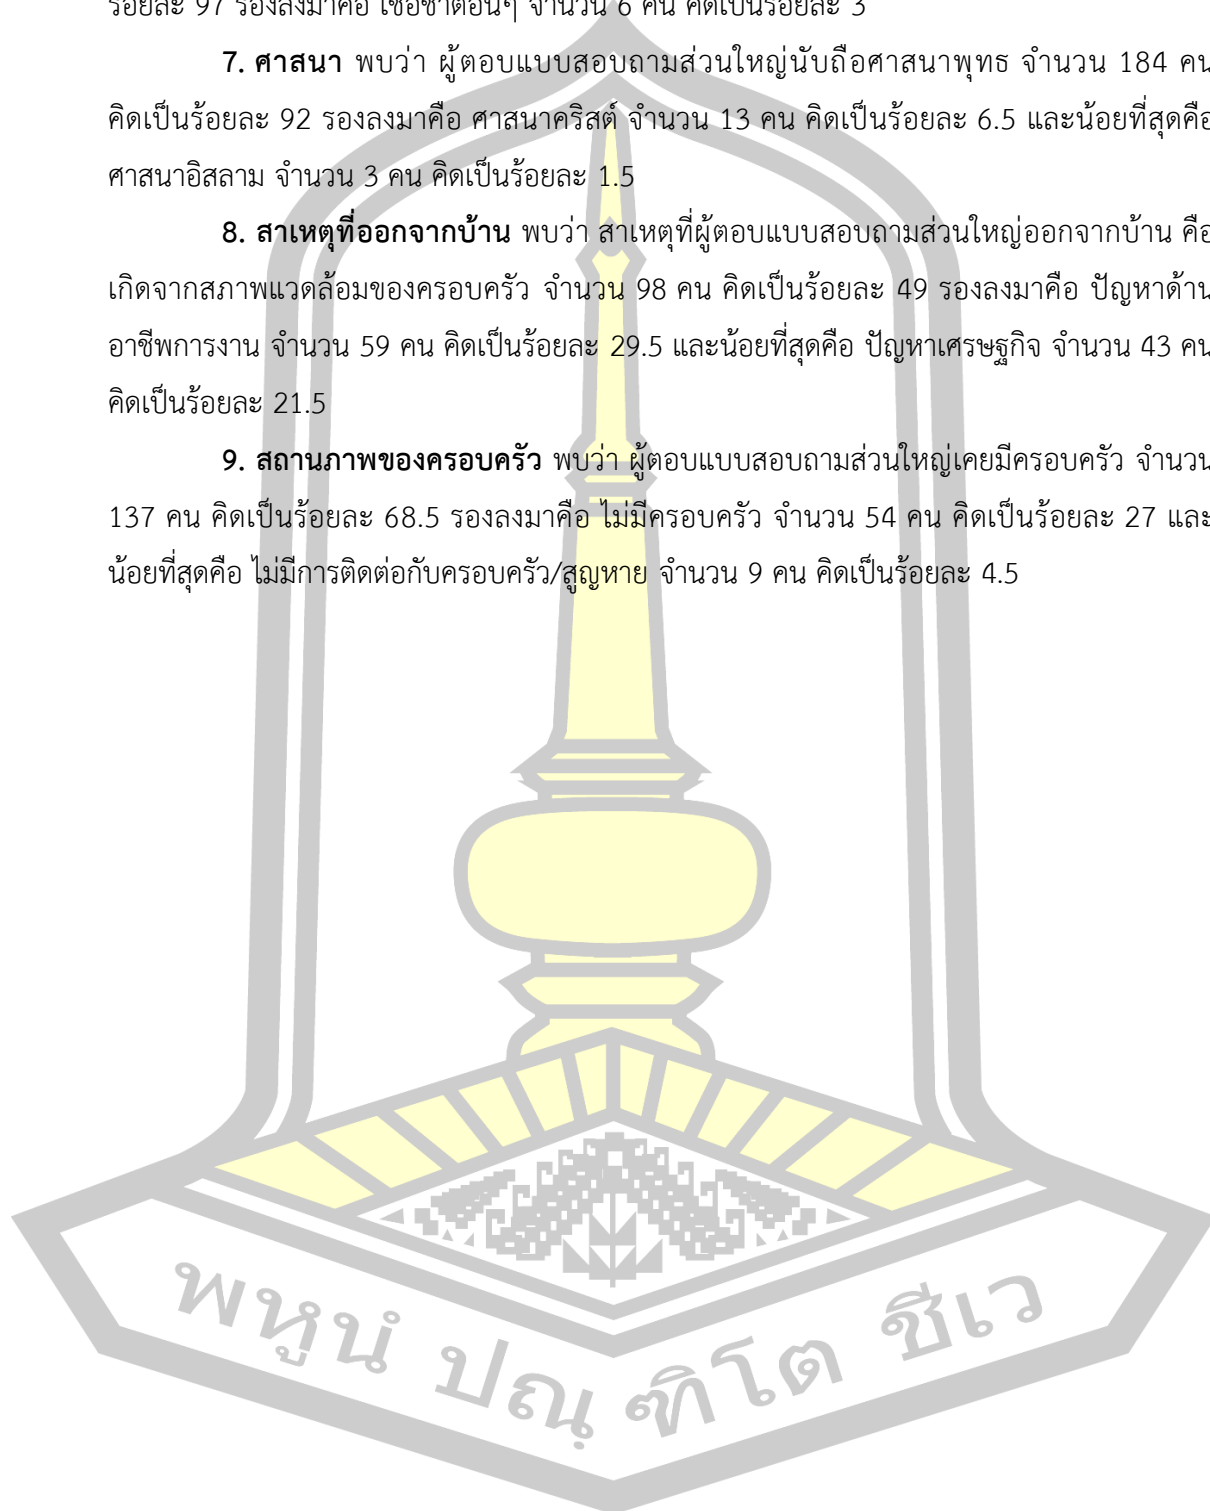 ร้อยละ 97 รองลงมาคือ เชื้อชาติอื่นๆ จำนวน 6 คน คิดเป็นร้อยละ 3
7. ศาสนา พบว่า ผู้ตอบแบบสอบถามส่วนใหญ่นับถือศาสนาพุทธ จำนวน 184 คน
คิดเป็นร้อยละ 92 รองลงมาคือ ศาสนาคริสต์ จำนวน 13 คน คิดเป็นร้อยละ 6.5 และน้อยที่สุดคือ
ศาสนาอิสลาม จำนวน 3 คน คิดเป็นร้อยละ 1.5
8. สาเหตุที่ออกจากบ้าน พบว่า สาเหตุที่ผู้ตอบแบบสอบถามส่วนใหญ่ออกจากบ้าน คือ
เกิดจากสภาพแวดล้อมของครอบครัว จำนวน 98 คน คิดเป็นร้อยละ 49 รองลงมาคือ ปัญหาด้าน
อาชีพการงาน จำนวน 59 คน คิดเป็นร้อยละ 29.5 และน้อยที่สุดคือ ปัญหาเศรษฐกิจ จำนวน 43 คน
คิดเป็นร้อยละ 21.5
9. สถานภาพของครอบครัว พบว่า ผู้ตอบแบบสอบถามส่วนใหญ่เคยมีครอบครัว จำนวน
137 คน คิดเป็นร้อยละ 68.5 รองลงมาคือ ไม่มีครอบครัว จำนวน 54 คน คิดเป็นร้อยละ 27 และ
น้อยที่สุดคือ ไม่มีการติดต่อกับครอบครัว/สูญหาย จำนวน 9 คน คิดเป็นร้อยละ 4.5
พหูนํ ปณฺ ฑิโต ชีเว